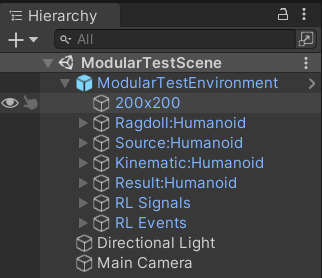 Hierarchy
All
ModularTestScene
ModularTestEnvironment
200x200
Ragdoll:Humanoid
Source:Humanoid
Kinematic:Humanoid
Result:Humanoid
RL Signals
RL Events
Directional Light
Main Camera